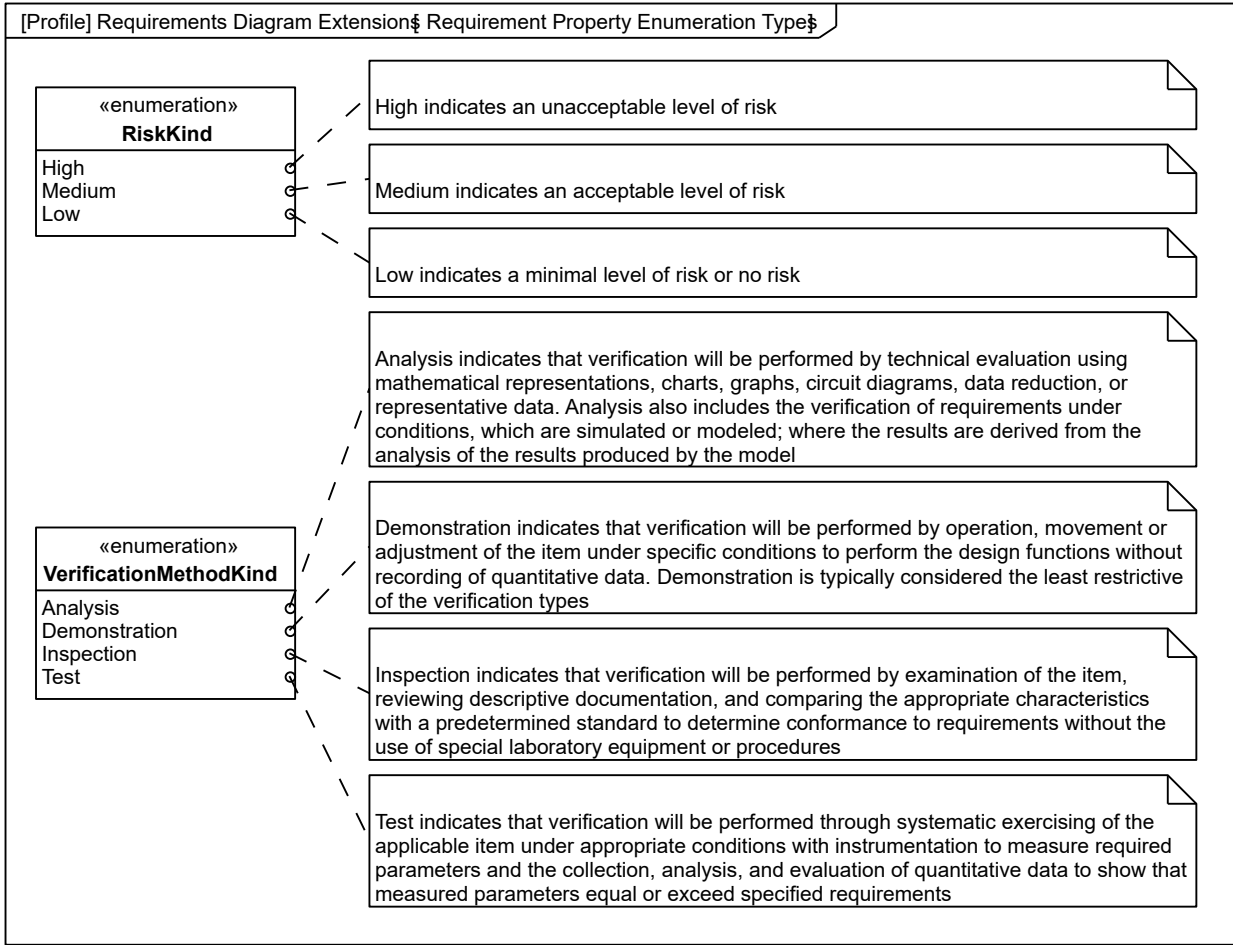 [Profile] Requirements Diagram Extensions[ Requirement Property Enumeration Types]
«enumeration»
RiskKind
High
Medium
Low
High indicates an unacceptable level of risk
Medium indicates an acceptable level of risk
Low indicates a minimal level of risk or no risk
Analysis indicates that verification will be performed by technical evaluation using
mathematical representations, charts, graphs, circuit diagrams, data reduction, or
representative data. Analysis also includes the verification of requirements under
conditions, which are simulated or modeled; where the results are derived from the
analysis of the results produced by the model
«enumeration»
VerificationMethodKind
Analysis
Demonstration
Inspection
Test
Demonstration indicates that verification will be performed by operation, movement or
adjustment of the item under specific conditions to perform the design functions without
recording of quantitative data. Demonstration is typically considered the least restrictive
of the verification types
Inspection indicates that verification will be performed by examination of the item,
reviewing descriptive documentation, and comparing the appropriate characteristics
with a predetermined standard to determine conformance to requirements without the
use of special laboratory equipment or procedures
Test indicates that verification will be performed through systematic exercising of the
applicable item under appropriate conditions with instrumentation to measure required
parameters and the collection, analysis, and evaluation of quantitative data to show that
measured parameters equal or exceed specified requirements